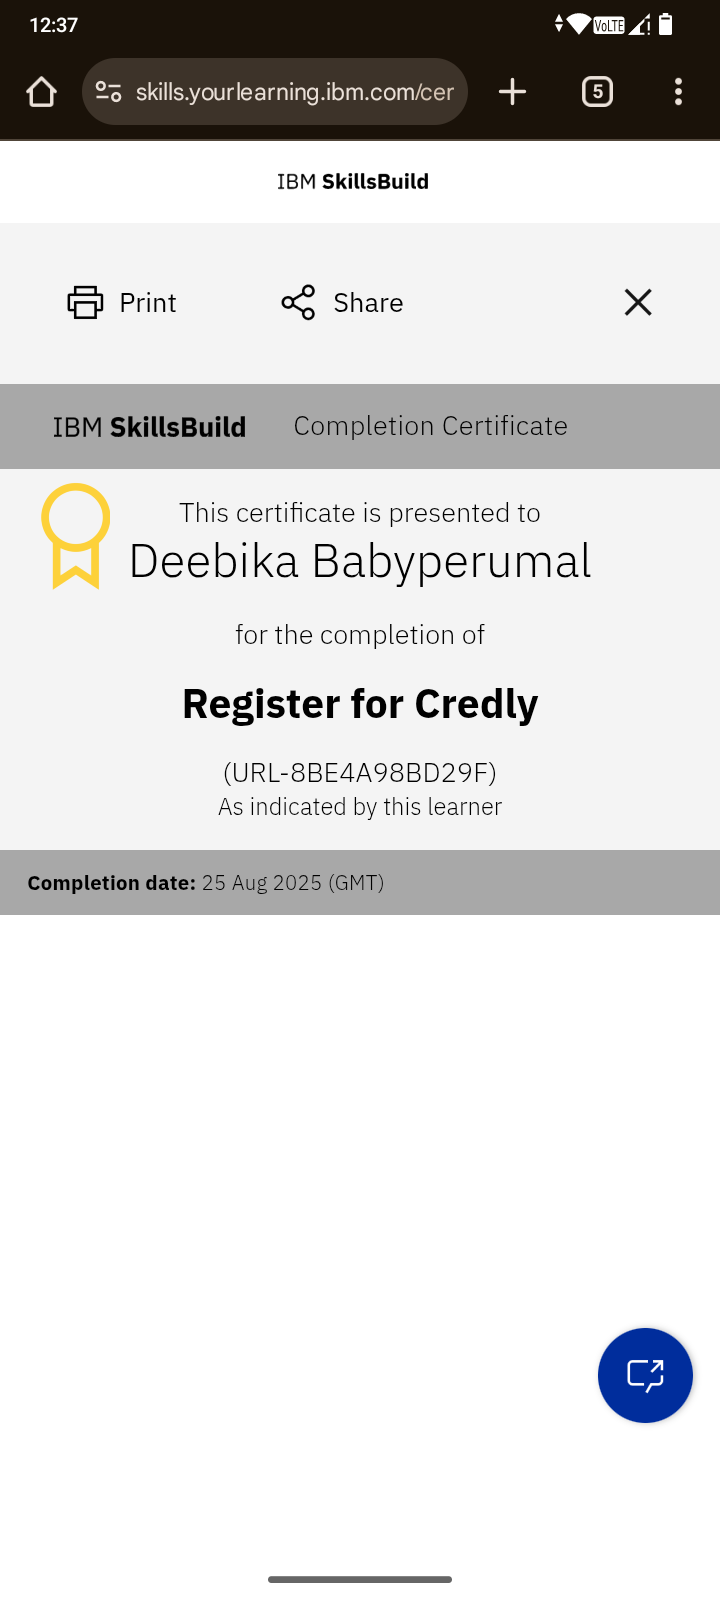 12:37
VoLTE
skills.yourlearning.ibm.com/cer
5
IBM SkillsBuild
Print
Share
IBM SkillsBuild Completion Certificate
This certificate is presented to
Deebika Babyperumal
for the completion of
Register for Credly
(URL-8BE4A98BD29F)
As indicated by this learner
Completion date: 25 Aug 2025 (GMT)